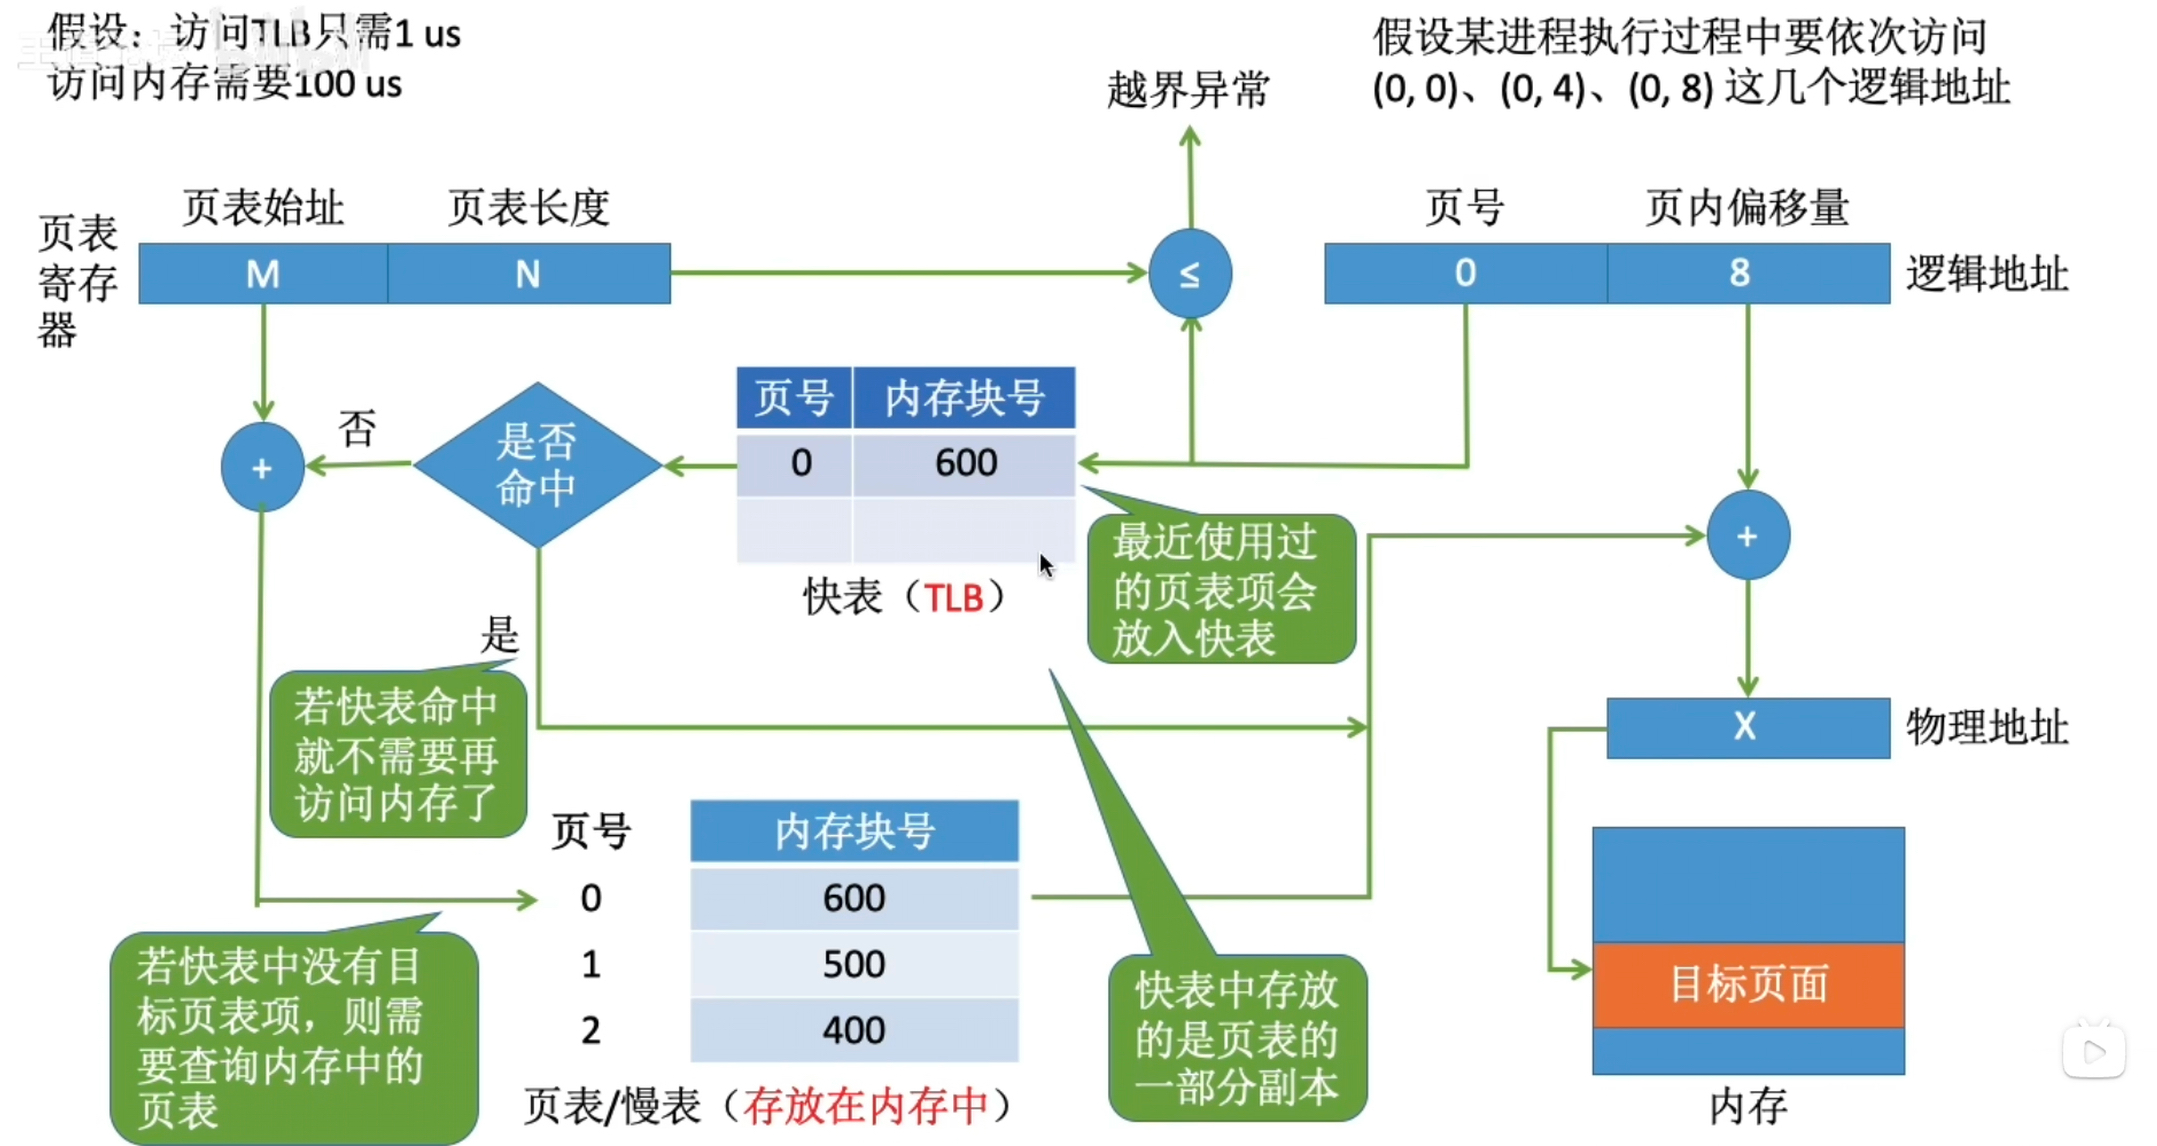 假设：访问TLB只需1 us
访问内存需要100 us
假设某进程执行过程中要依次访问
(0, 0)、(0, 4)、(0, 8) 这几个逻辑地址
越界异常
页表始址
页表长度
页号
页内偏移量
页表
寄存
器
M
N
≤
0
8
逻辑地址
页号
内存块号
0
600
快表（TLB）
是否
命中
否
是
+
+
最近使用过
的页表项会
放入快表
若快表命中
就不需要再
访问内存了
X
物理地址
页号
内存块号
0
600
1
500
2
400
页表/慢表（存放在内存中）
若快表中没有目
标页表项，则需
要查询内存中的
页表
快表中存放
的是页表的
一部分副本
目标页面
内存